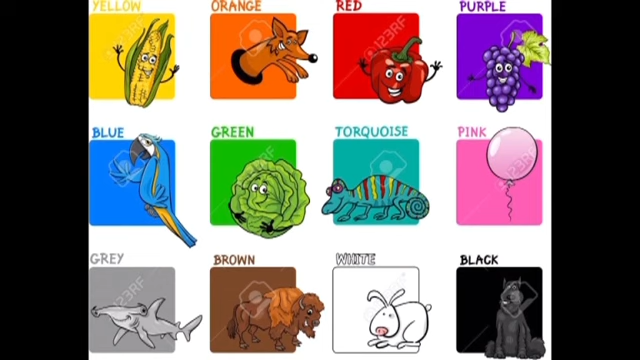 YELLOW ORANGE RED PURPLE
BLUE GREEN TORQUOISE PINK
GREY BROWN WHITE BLACK